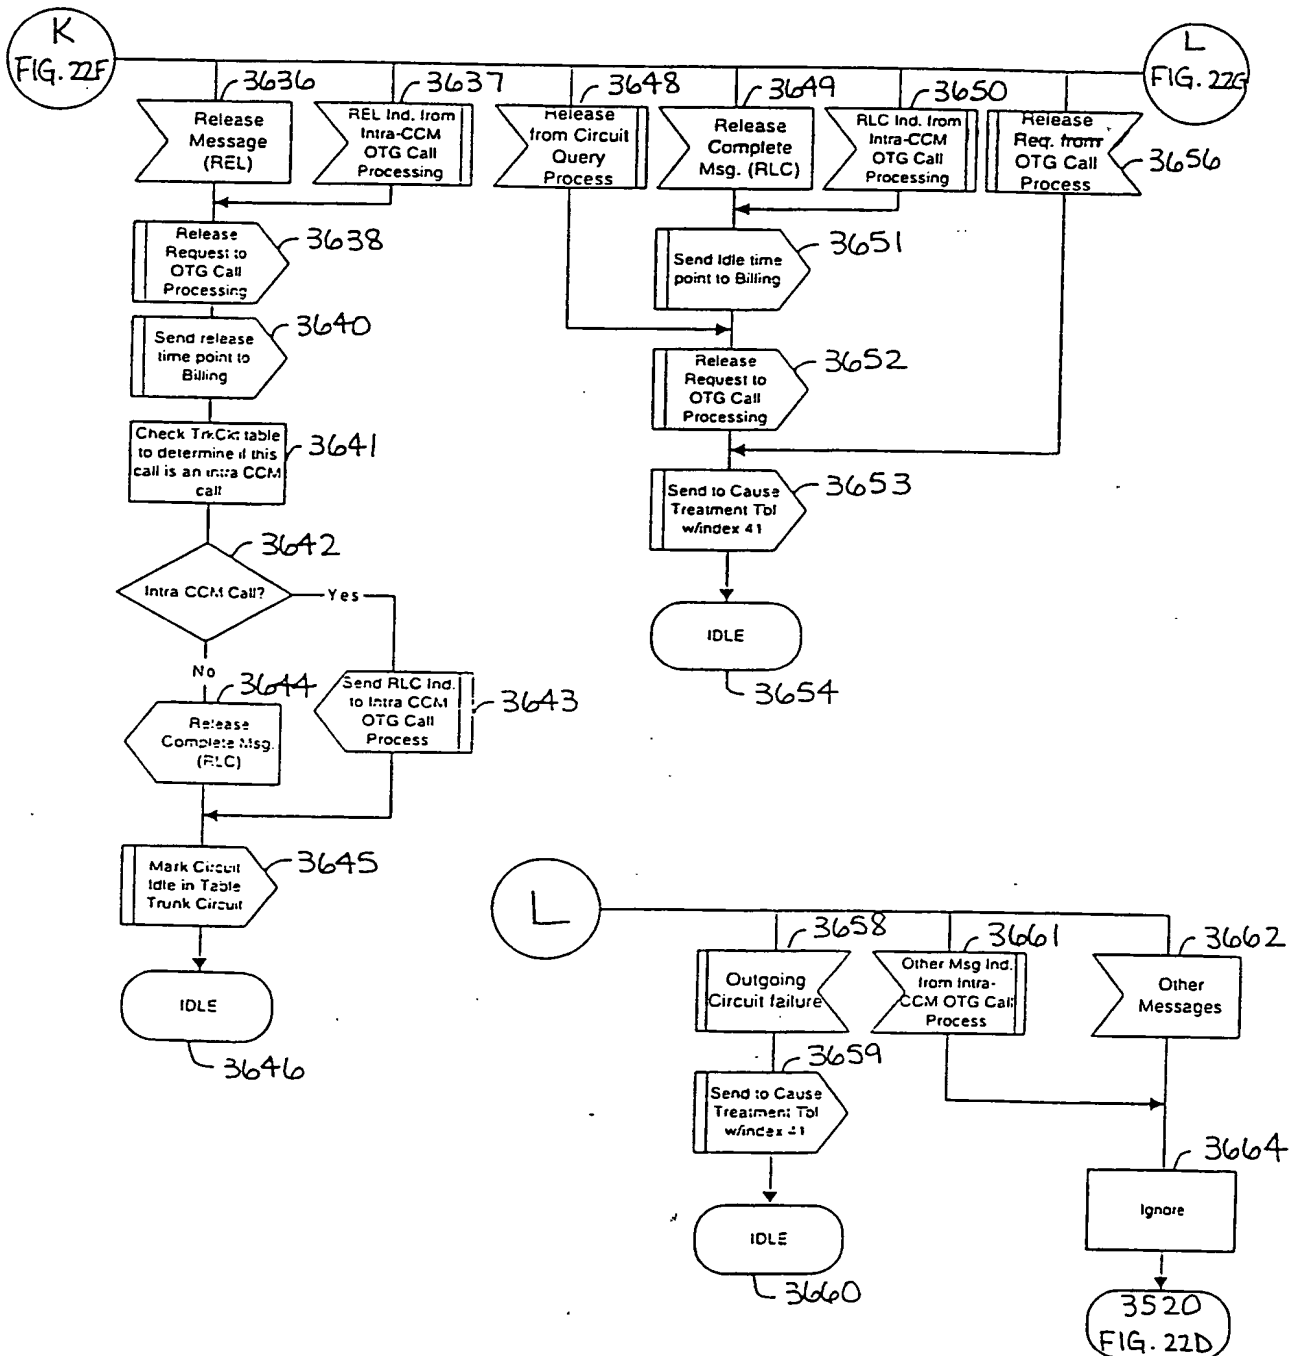 K
FIG. 22F
L
FIG. 22G
3636
3637
3648
3649
3650
3656
Release
Message
(REL)
REL Ind. from
Intra-CCM
OTG Call
Processing
Release
from Circuit
Query
Process
Release
Complete
Msg. (RLC)
RLC Ind. from
Intra-CCM
OTG Call
Processing
Release
Req. from
OTG Call
Process
Release
Request to
OTG Call
Processing
3638
Send Idle time
point to Billing
3651
Send release
time point to
Billing
3640
Release
Request to
OTG Call
Processing
3652
Check TrkCkt table
to determine if this
call is an intra CCM
call
3641
Send to Cause
Treatment Tbl
w/index 41
3653
3642
Intra CCM Call?
Yes
No
IDLE
3654
3644
Release
Complete Msg.
(RLC)
Send RLC Ind.
to Intra CCM
OTG Call
Process
3643
Mark Circuit
Idle in Table
Trunk Circuit
3645
IDLE
3646
L
3658
3661
3662
Outgoing
Circuit failure
Other Msg Ind.
from Intra-
CCM OTG Call
Process
Other
Messages
3659
Send to Cause
Treatment Tbl
w/index 41
3664
Ignore
IDLE
3660
3520
FIG. 22D